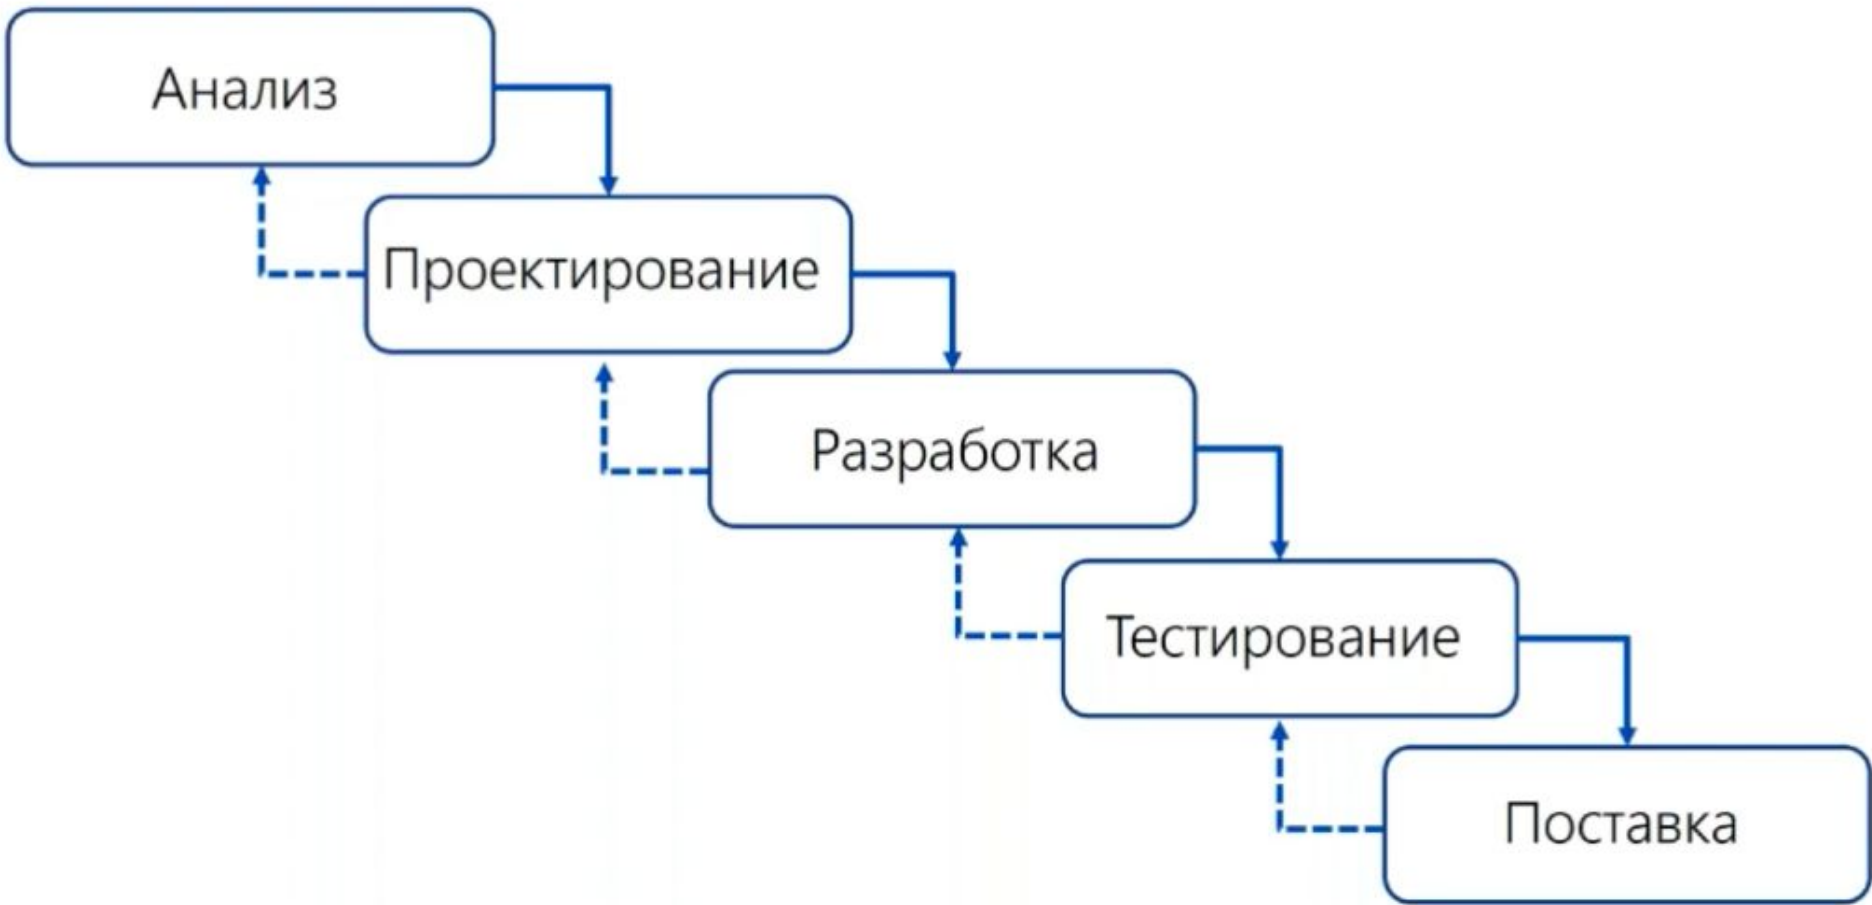 Анализ
Проектирование
Разработка
Тестирование
Поставка